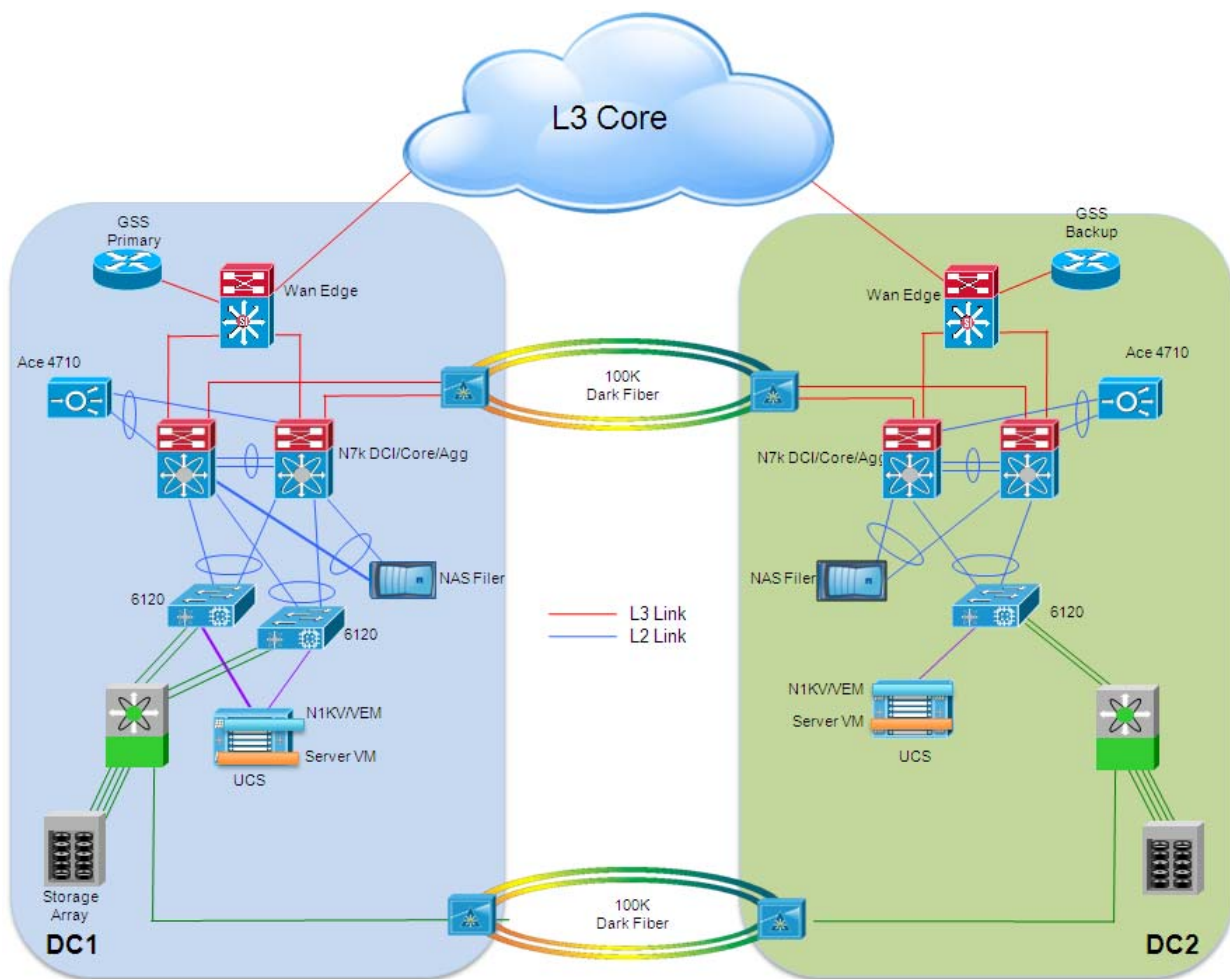 L3 Core
GSS
Primary
Wan Edge
Ace 4710
N7k DCI/Core/Agg
NAS Filer
6120
6120
N1KV/VEM
Server VM
UCS
Storage
Array
DC1
100K
Dark Fiber
L3 Link
L2 Link
100K
Dark Fiber
GSS
Backup
Wan Edge
Ace 4710
N7k DCI/Core/Agg
NAS Filer
6120
N1KV/VEM
Server VM
UCS
DC2